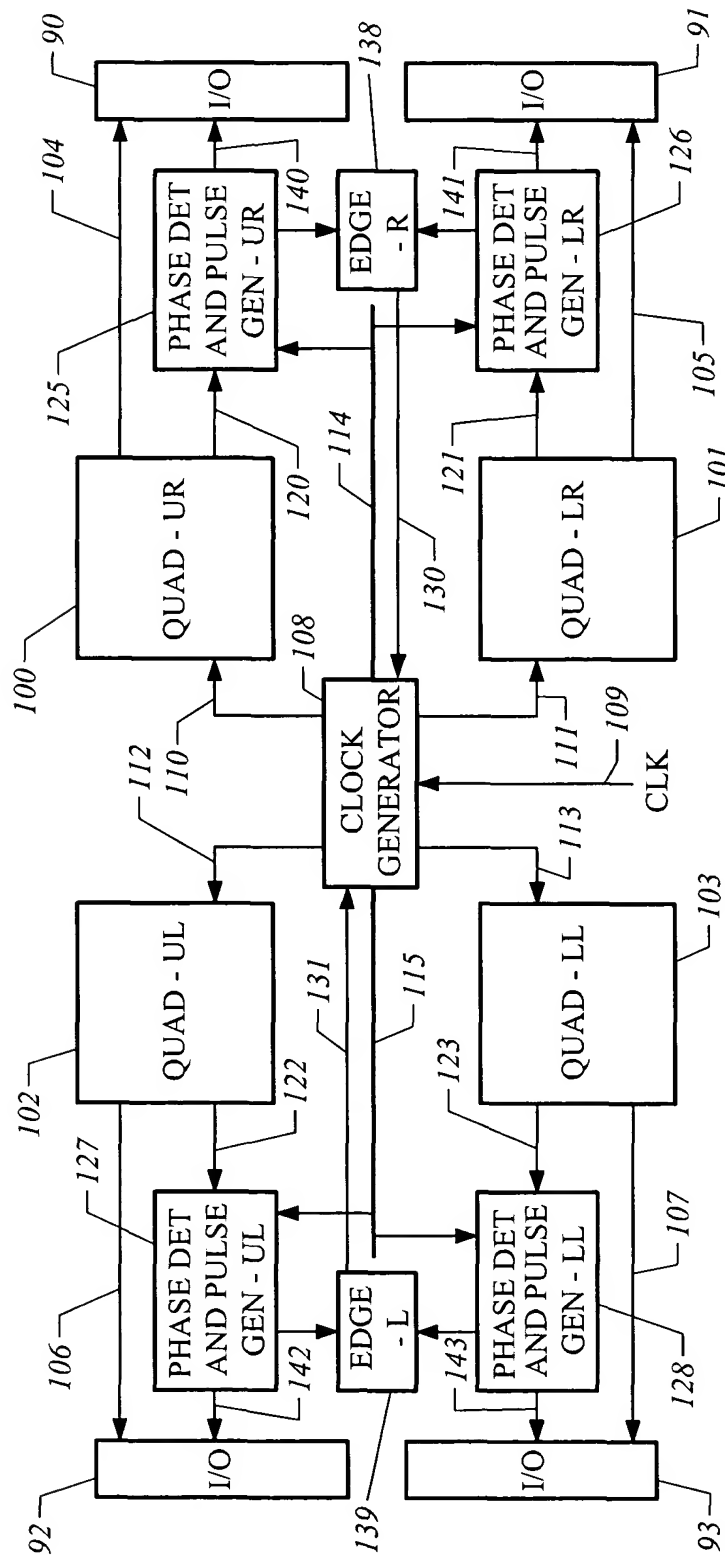 92
106
127
102
112
100
125
104
90
QUAD - UL
QUAD - UR
I/O
PHASE DET
AND PULSE
GEN - UL
PHASE DET
AND PULSE
GEN - UR
I/O
142
122
110
120
140
108
138
139
EDGE
- L
131
115
CLOCK
GENERATOR
114
130
EDGE
- R
143
123
113
109
CLK
111
121
141
I/O
PHASE DET
AND PULSE
GEN - LL
QUAD - LL
QUAD - LR
PHASE DET
AND PULSE
GEN - LR
I/O
93
128
107
103
101
105
126
91